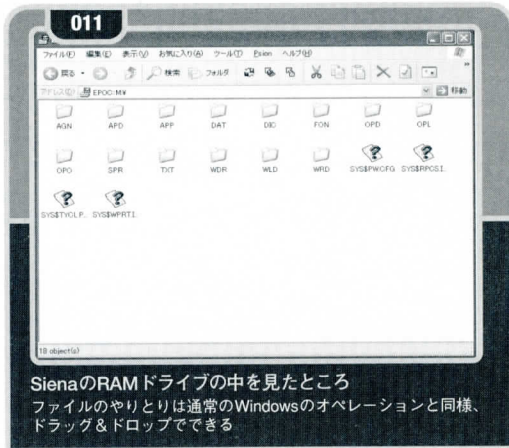 011
ファイル(F) 編集(E) 表示(V) お気に入り(A) ツール(T) Psion ヘルプ(H)
戻る 検索 フォルダ
アドレス(D) EPOC:M¥ 移動
AGN APD APP DAT DIC FON OPD OPL
OPO SPR TXT WDR WLD WRD SYS$PWCFG SYS$RPCSI.
SYS$TYCLP. SYS$WPRTI.
18 object(s)
SienaのRAMドライブの中を見たところ
ファイルのやりとりは通常のWindowsのオペレーションと同様、
ドラッグ＆ドロップでできる